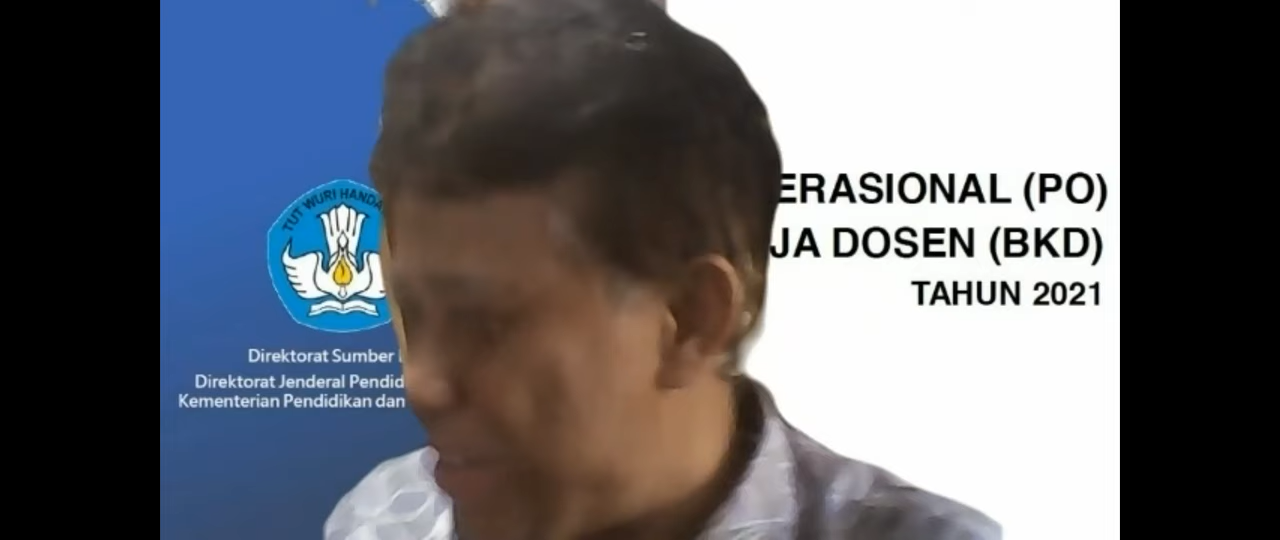 TUT WURI HANDA
Direktorat Sumber
Direktorat Jenderal Pendid
Kementerian Pendidikan dan
ERASIONAL (PO)
JA DOSEN (BKD)
TAHUN 2021